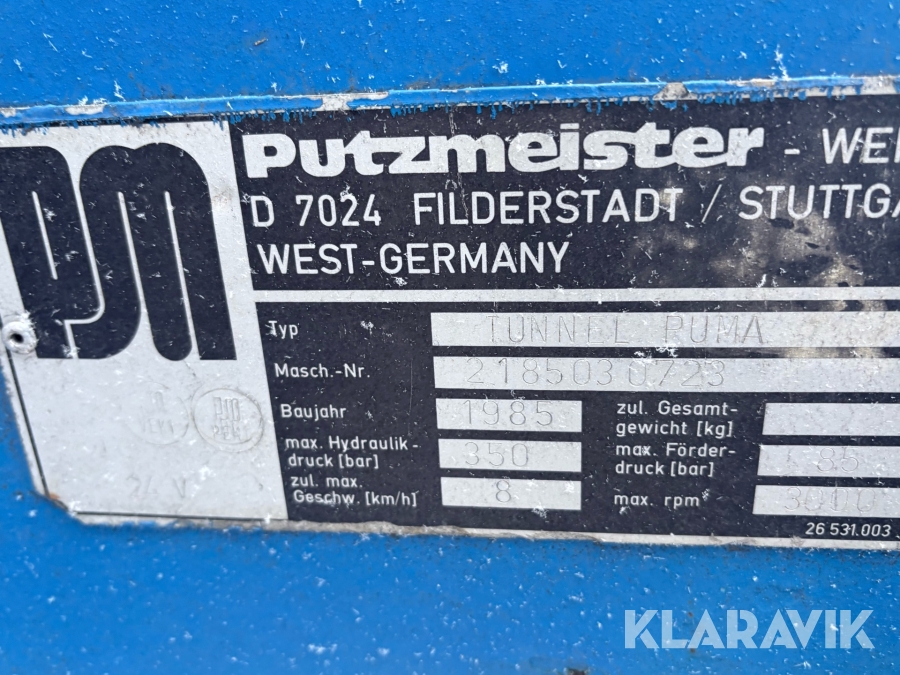 PM
Putzmeister - WE
D 7024 FILDERSTADT / STUTTGA
WEST-GERMANY
Typ TUNNEL PUMA
Masch.-Nr. 2185030723
Baujahr 1985
zul. Gesamt-
gewicht [kg]
max. Hydraulik-
druck [bar] 350
max. Förder-
druck [bar] 85
zul. max.
Geschw. [km/h] 8
max. rpm 3000
24 V
26 531.003
KLARAVIK